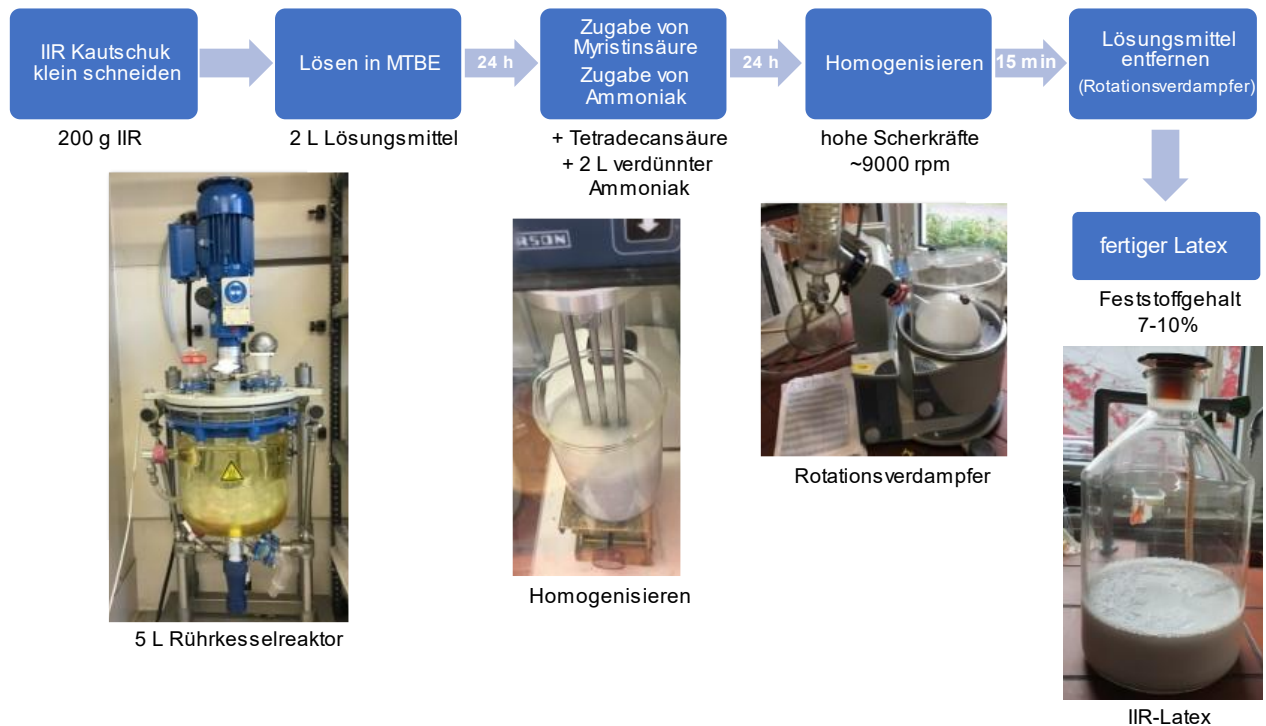 IIR Kautschuk
klein schneiden
Lösen in MTBE
24 h
Zugabe von
Myristinsäure
Zugabe von
Ammoniak
24 h
Homogenisieren
15 min
Lösungsmittel
entfernen
(Rotationsverdampfer)
200 g IIR
2 L Lösungsmittel
+ Tetradecansäure
+ 2 L verdünnter
Ammoniak
hohe Scherkräfte
~9000 rpm
fertiger Latex
Feststoffgehalt
7-10%
RSON
5 L Rührkesselreaktor
Homogenisieren
Rotationsverdampfer
IIR-Latex